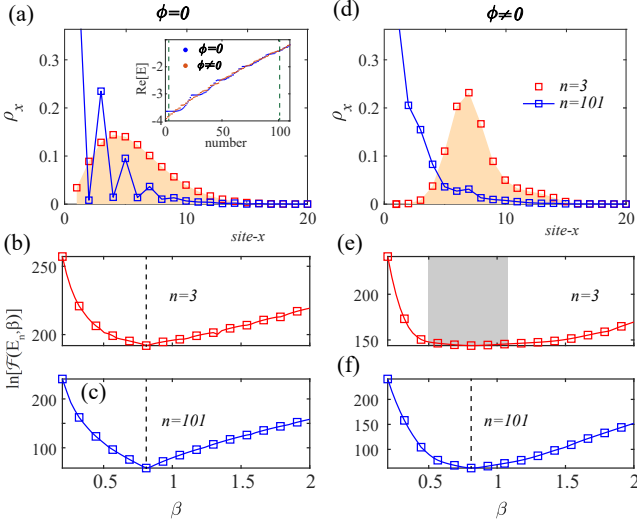 (a)
ϕ=0
ρx
0.3
0.2
0.1
0
0
10
20
site-x
Re[E]
-1
-2
-3
-4
0
50
100
number
ϕ=0
ϕ≠0
(d)
ϕ≠0
ρx
0.3
0.2
0.1
0
0
10
20
site-x
n=3
n=101
(b)
250
200
n=3
ln[ℱ(En,β)]
(c)
200
150
100
n=101
0.5
1
1.5
2
β
(e)
200
150
n=3
(f)
200
150
100
n=101
0.5
1
1.5
2
β